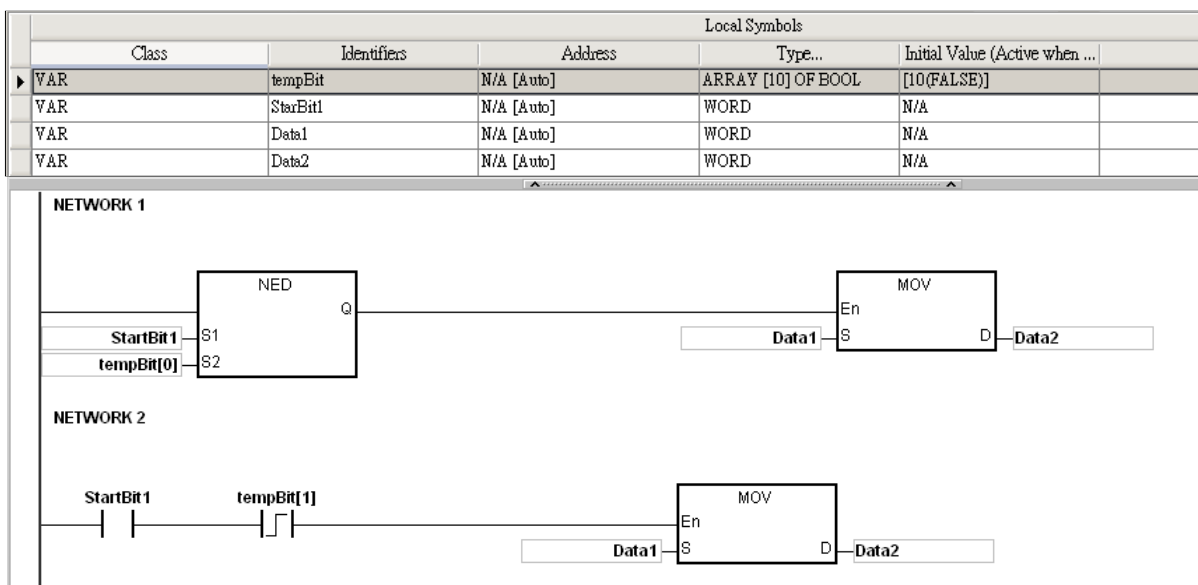 Local Symbols
Class Identifiers Address Type... Initial Value (Active when ...
VAR tempBit N/A [Auto] ARRAY [10] OF BOOL [10(FALSE)]
VAR StarBit1 N/A [Auto] WORD N/A
VAR Data1 N/A [Auto] WORD N/A
VAR Data2 N/A [Auto] WORD N/A
NETWORK 1
NED MOV
Q En
StartBit1 S1 Data1 S D Data2
tempBit[0] S2
NETWORK 2
StartBit1 tempBit[1] MOV
En
Data1 S D Data2